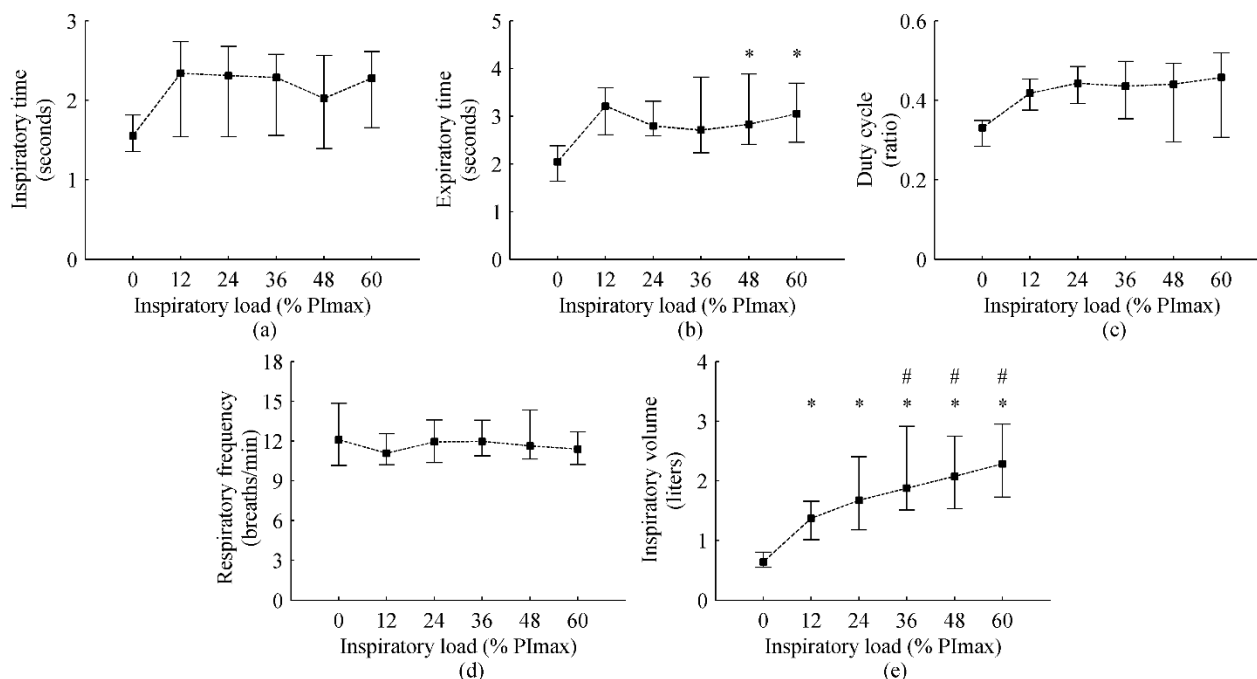 Inspiratory time
(seconds)
3
2
1
0
0 12 24 36 48 60
Inspiratory load (% PImax)
(a)
Expiratory time
(seconds)
5
4
3
2
1
0
* *
0 12 24 36 48 60
Inspiratory load (% PImax)
(b)
Duty cycle
(ratio)
0.6
0.4
0.2
0
0 12 24 36 48 60
Inspiratory load (% PImax)
(c)
Respiratory frequency
(breaths/min)
18
15
12
9
6
3
0
0 12 24 36 48 60
Inspiratory load (% PImax)
(d)
Inspiratory volume
(liters)
4
3
2
1
0
# # #
* * * * *
0 12 24 36 48 60
Inspiratory load (% PImax)
(e)